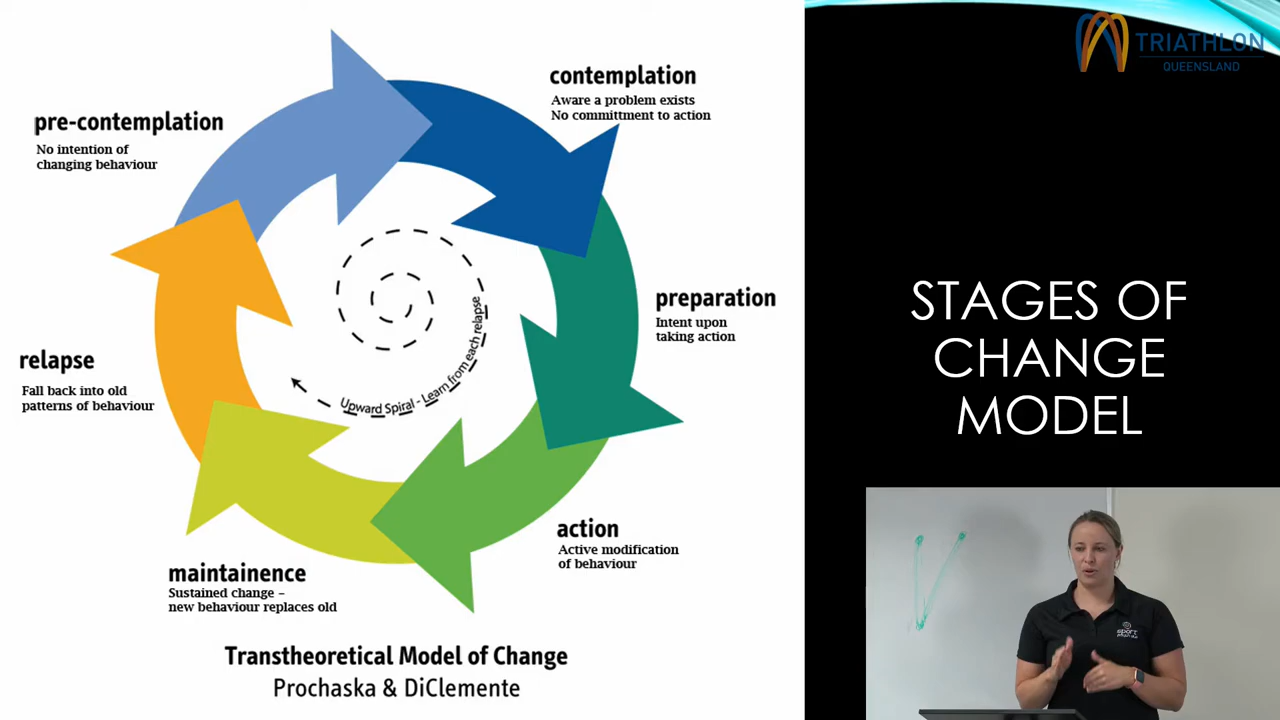 pre-contemplation
No intention of
changing behaviour
contemplation
Aware a problem exists
No committment to action
preparation
Intent upon
taking action
action
Active modification
of behaviour
maintainence
Sustained change –
new behaviour replaces old
relapse
Fall back into old
patterns of behaviour
Upward Spiral - Learn from each relapse
Transtheoretical Model of Change
Prochaska & DiClemente
TRIATHLON
QUEENSLAND
STAGES OF
CHANGE
MODEL
sport